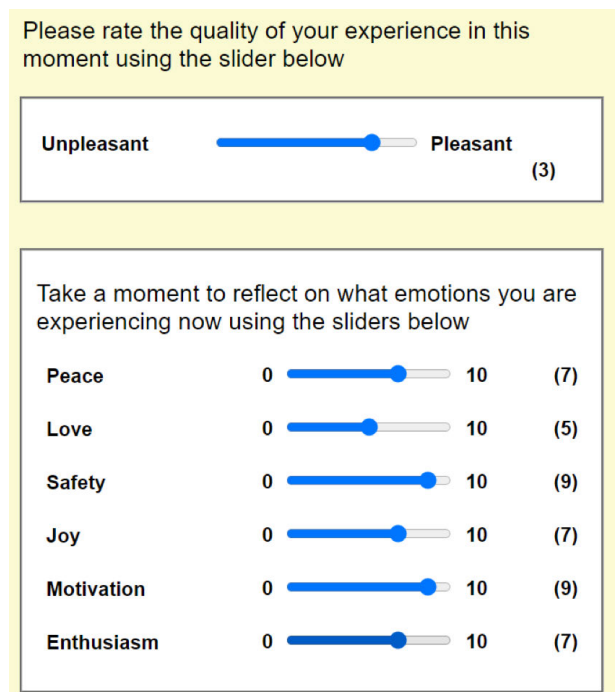 Please rate the quality of your experience in this
moment using the slider below
Unpleasant Pleasant
(3)
Take a moment to reflect on what emotions you are
experiencing now using the sliders below
Peace 0 10 (7)
Love 0 10 (5)
Safety 0 10 (9)
Joy 0 10 (7)
Motivation 0 10 (9)
Enthusiasm 0 10 (7)